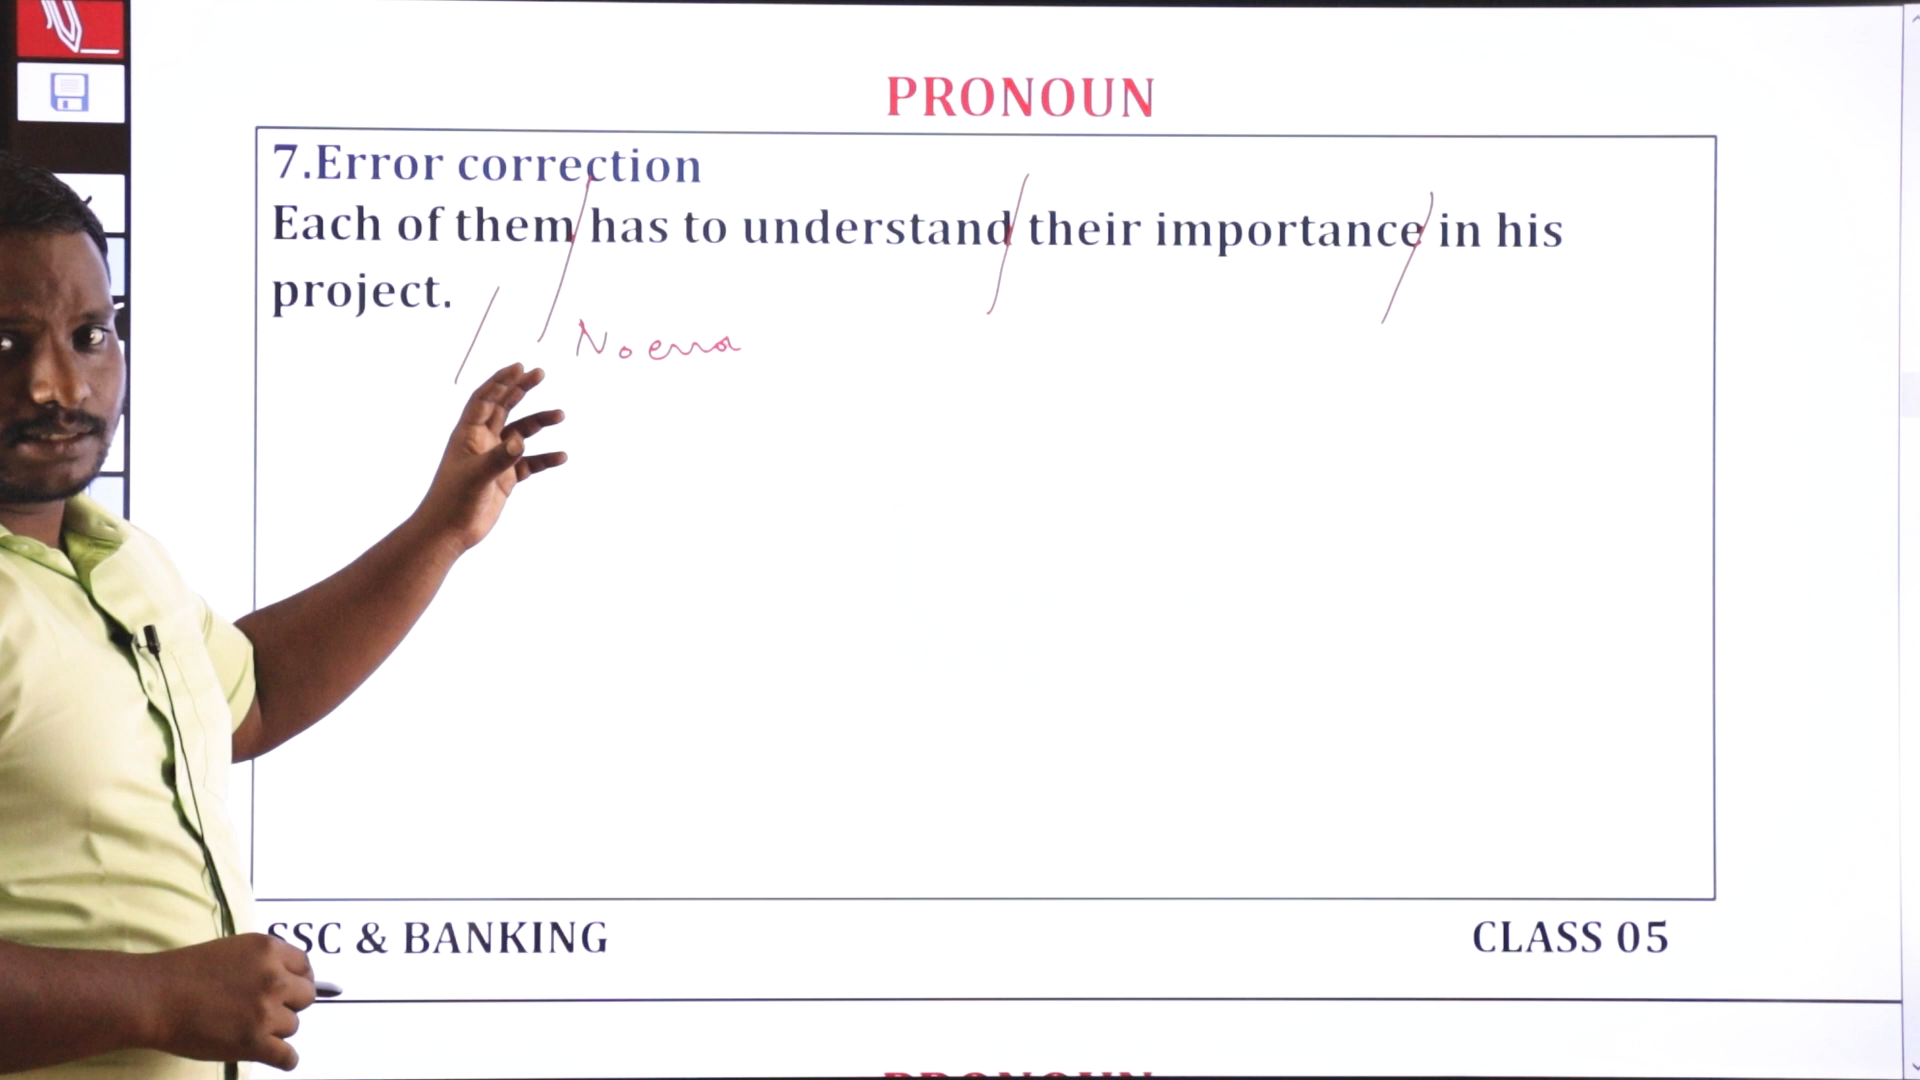 PRONOUN
7.Error correction
Each of them has to understand their importance in his
project.
No error
SSC & BANKING
CLASS 05
PRONOUN